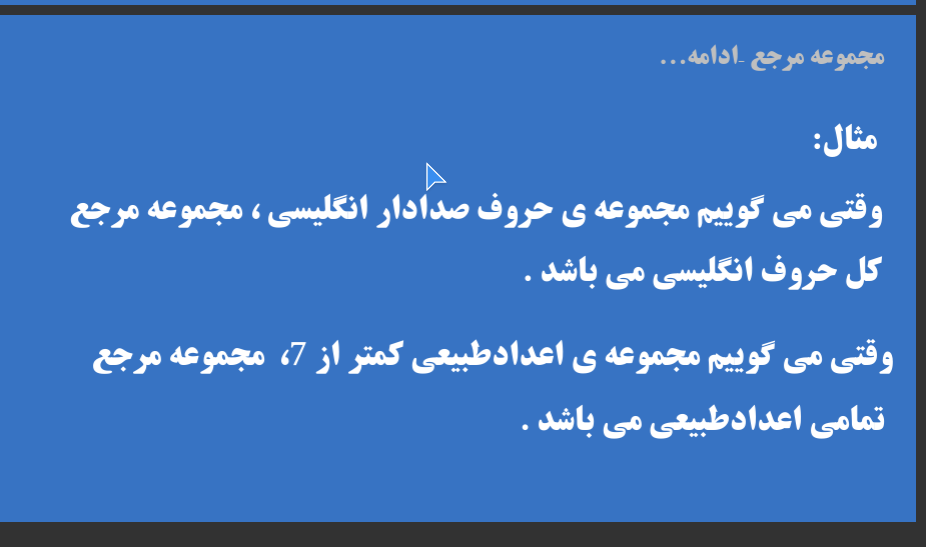 مجموعه مرجع -ادامه...
مثال:
وقتی می گوییم مجموعه ی حروف صدادار انگلیسی ، مجموعه مرجع
کل حروف انگلیسی می باشد .
وقتی می گوییم مجموعه ی اعدادطبیعی کمتر از 7، مجموعه مرجع
تمامی اعدادطبیعی می باشد .